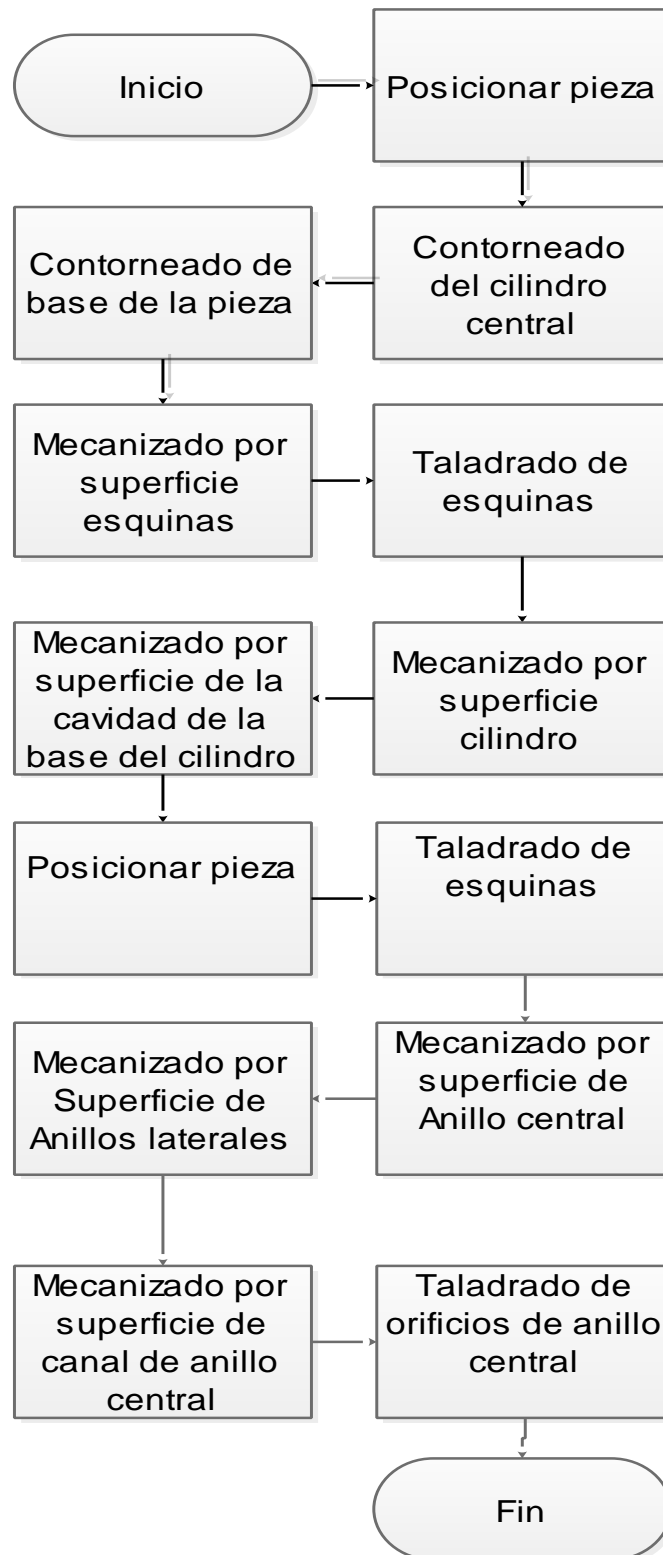 Inicio
Posicionar pieza
Contorneado
del cilindro
central
Contorneado de
base de la pieza
Mecanizado por
superficie
esquinas
Taladrado de
esquinas
Mecanizado por
superficie
cilindro
Mecanizado por
superficie de la
cavidad de la
base del cilindro
Posicionar pieza
Taladrado de
esquinas
Mecanizado por
superficie de
Anillo central
Mecanizado por
Superficie de
Anillos laterales
Mecanizado por
superficie de
canal de anillo
central
Taladrado de
orificios de anillo
central
Fin